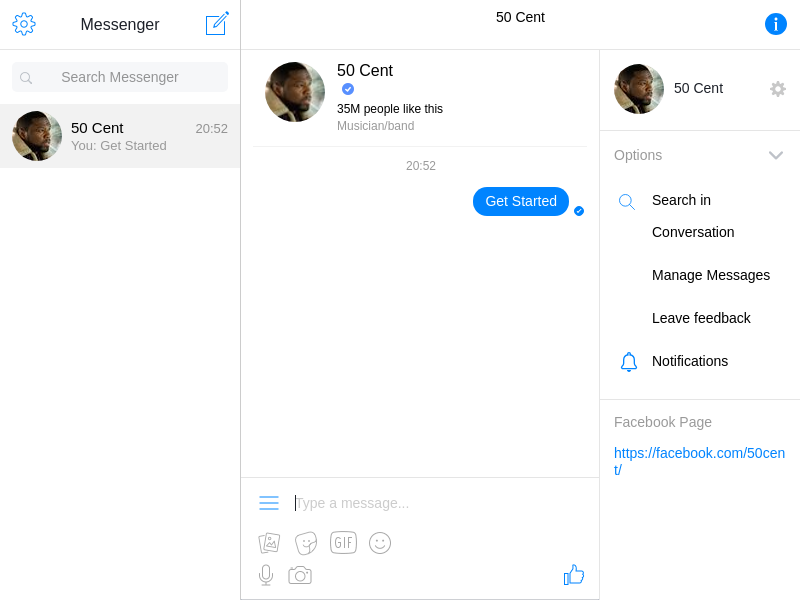 Messenger
50 Cent
Search Messenger
50 Cent 20:52
You: Get Started
50 Cent
35M people like this
Musician/band
20:52
Get Started
Type a message...
GIF
50 Cent
Options
Search in
Conversation
Manage Messages
Leave feedback
Notifications
Facebook Page
https://facebook.com/50cen
t/